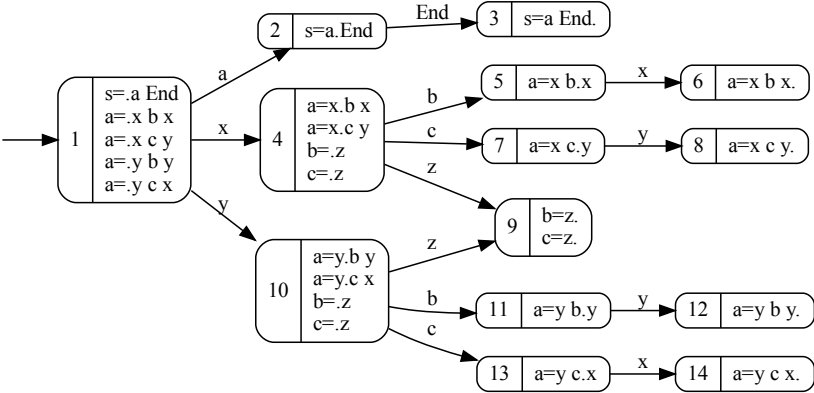 1
s=.a End
a=.x b x
a=.x c y
a=.y b y
a=.y c x
a
2
s=a.End
End
3
s=a End.
x
4
a=x.b x
a=x.c y
b=.z
c=.z
b
5
a=x b.x
x
6
a=x b x.
c
7
a=x c.y
y
8
a=x c y.
z
9
b=z.
c=z.
y
10
a=y.b y
a=y.c x
b=.z
c=.z
z
b
11
a=y b.y
y
12
a=y b y.
c
13
a=y c.x
x
14
a=y c x.